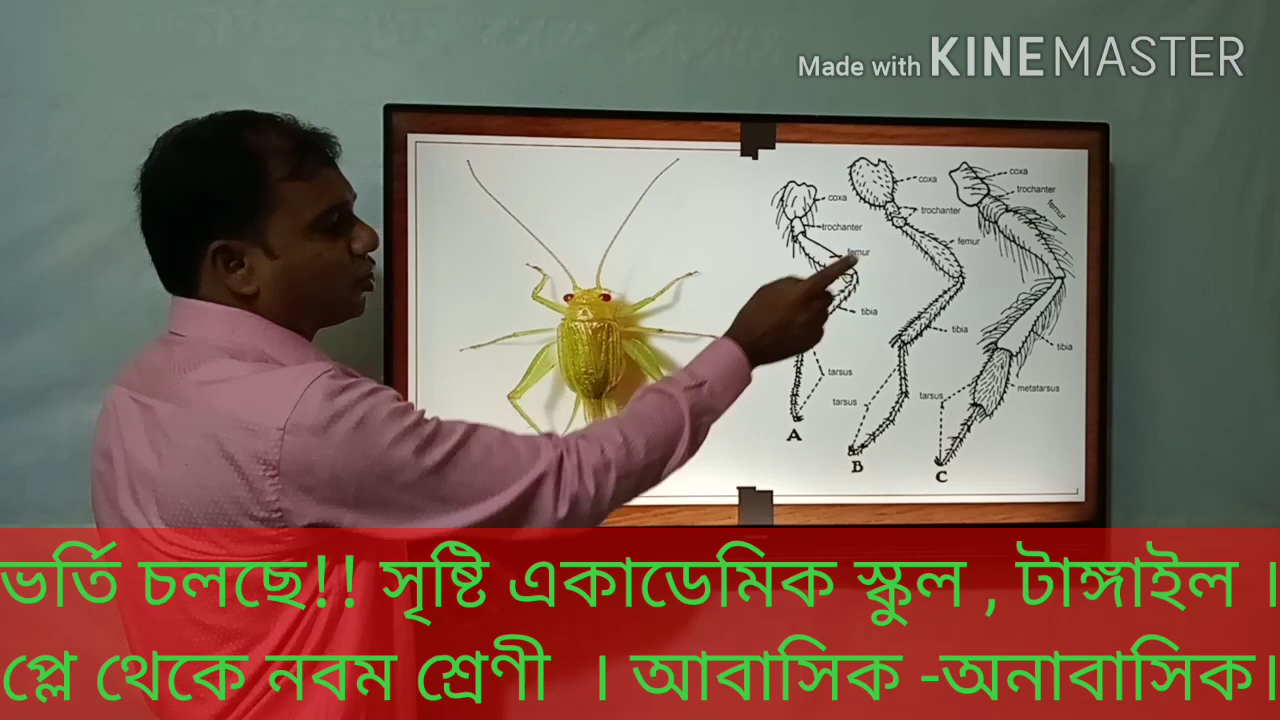 Made with KINEMASTER
coxa
trochanter
femur
tibia
tarsus
A
coxa
trochanter
femur
tibia
tarsus
B
coxa
trochanter
femur
tibia
metatarsus
tarsus
C
ভর্তি চলছে!! সৃষ্টি একাডেমিক স্কুল , টাঙ্গাইল ।
প্লে থেকে নবম শ্রেণী । আবাসিক -অনাবাসিক।